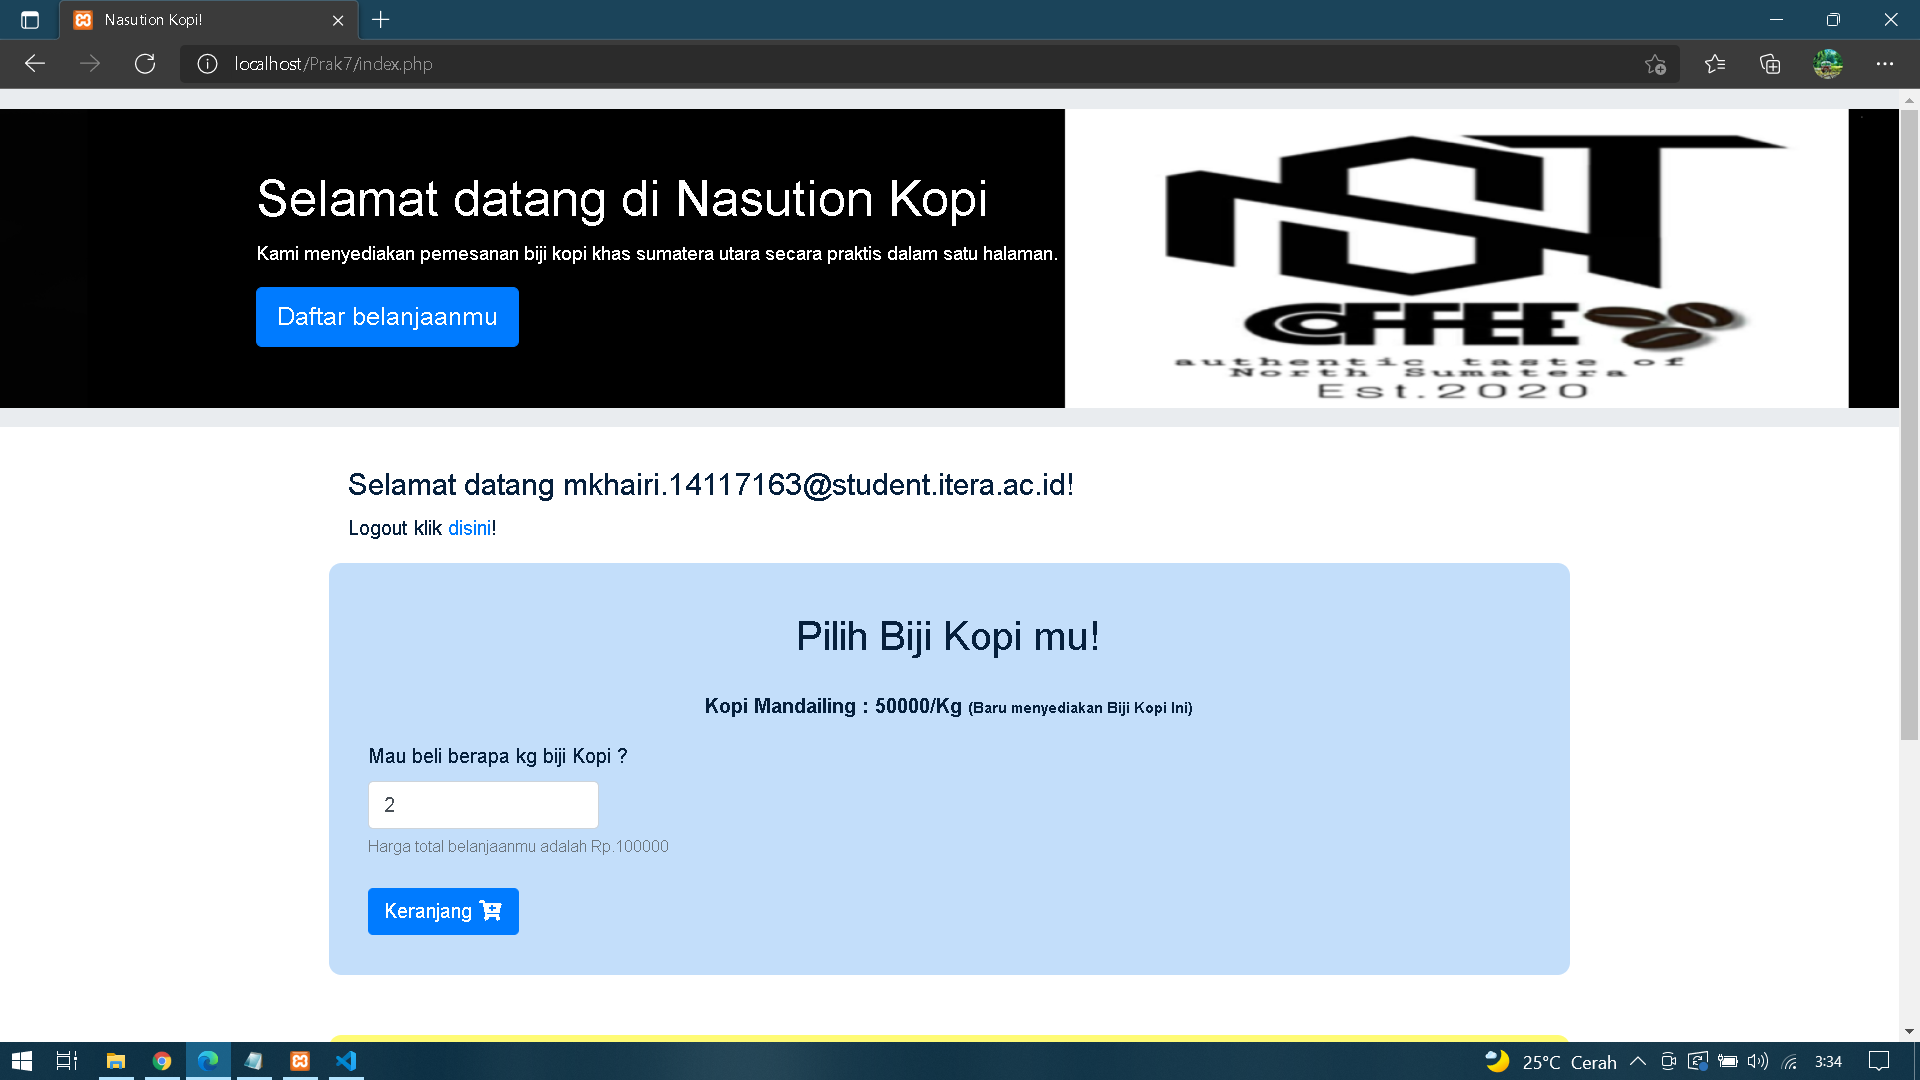 Nasution Kopi!
localhost/Prak7/index.php
Selamat datang di Nasution Kopi
Kami menyediakan pemesanan biji kopi khas sumatera utara secara praktis dalam satu halaman.
Daftar belanjaanmu
NST
COFFEE
authentic taste of
North Sumatera
Est.2020
Selamat datang mkhairi.14117163@student.itera.ac.id!
Logout klik disini!
Pilih Biji Kopi mu!
Kopi Mandailing : 50000/Kg (Baru menyediakan Biji Kopi Ini)
Mau beli berapa kg biji Kopi ?
2
Harga total belanjaanmu adalah Rp.100000
Keranjang
25°C Cerah
3:34